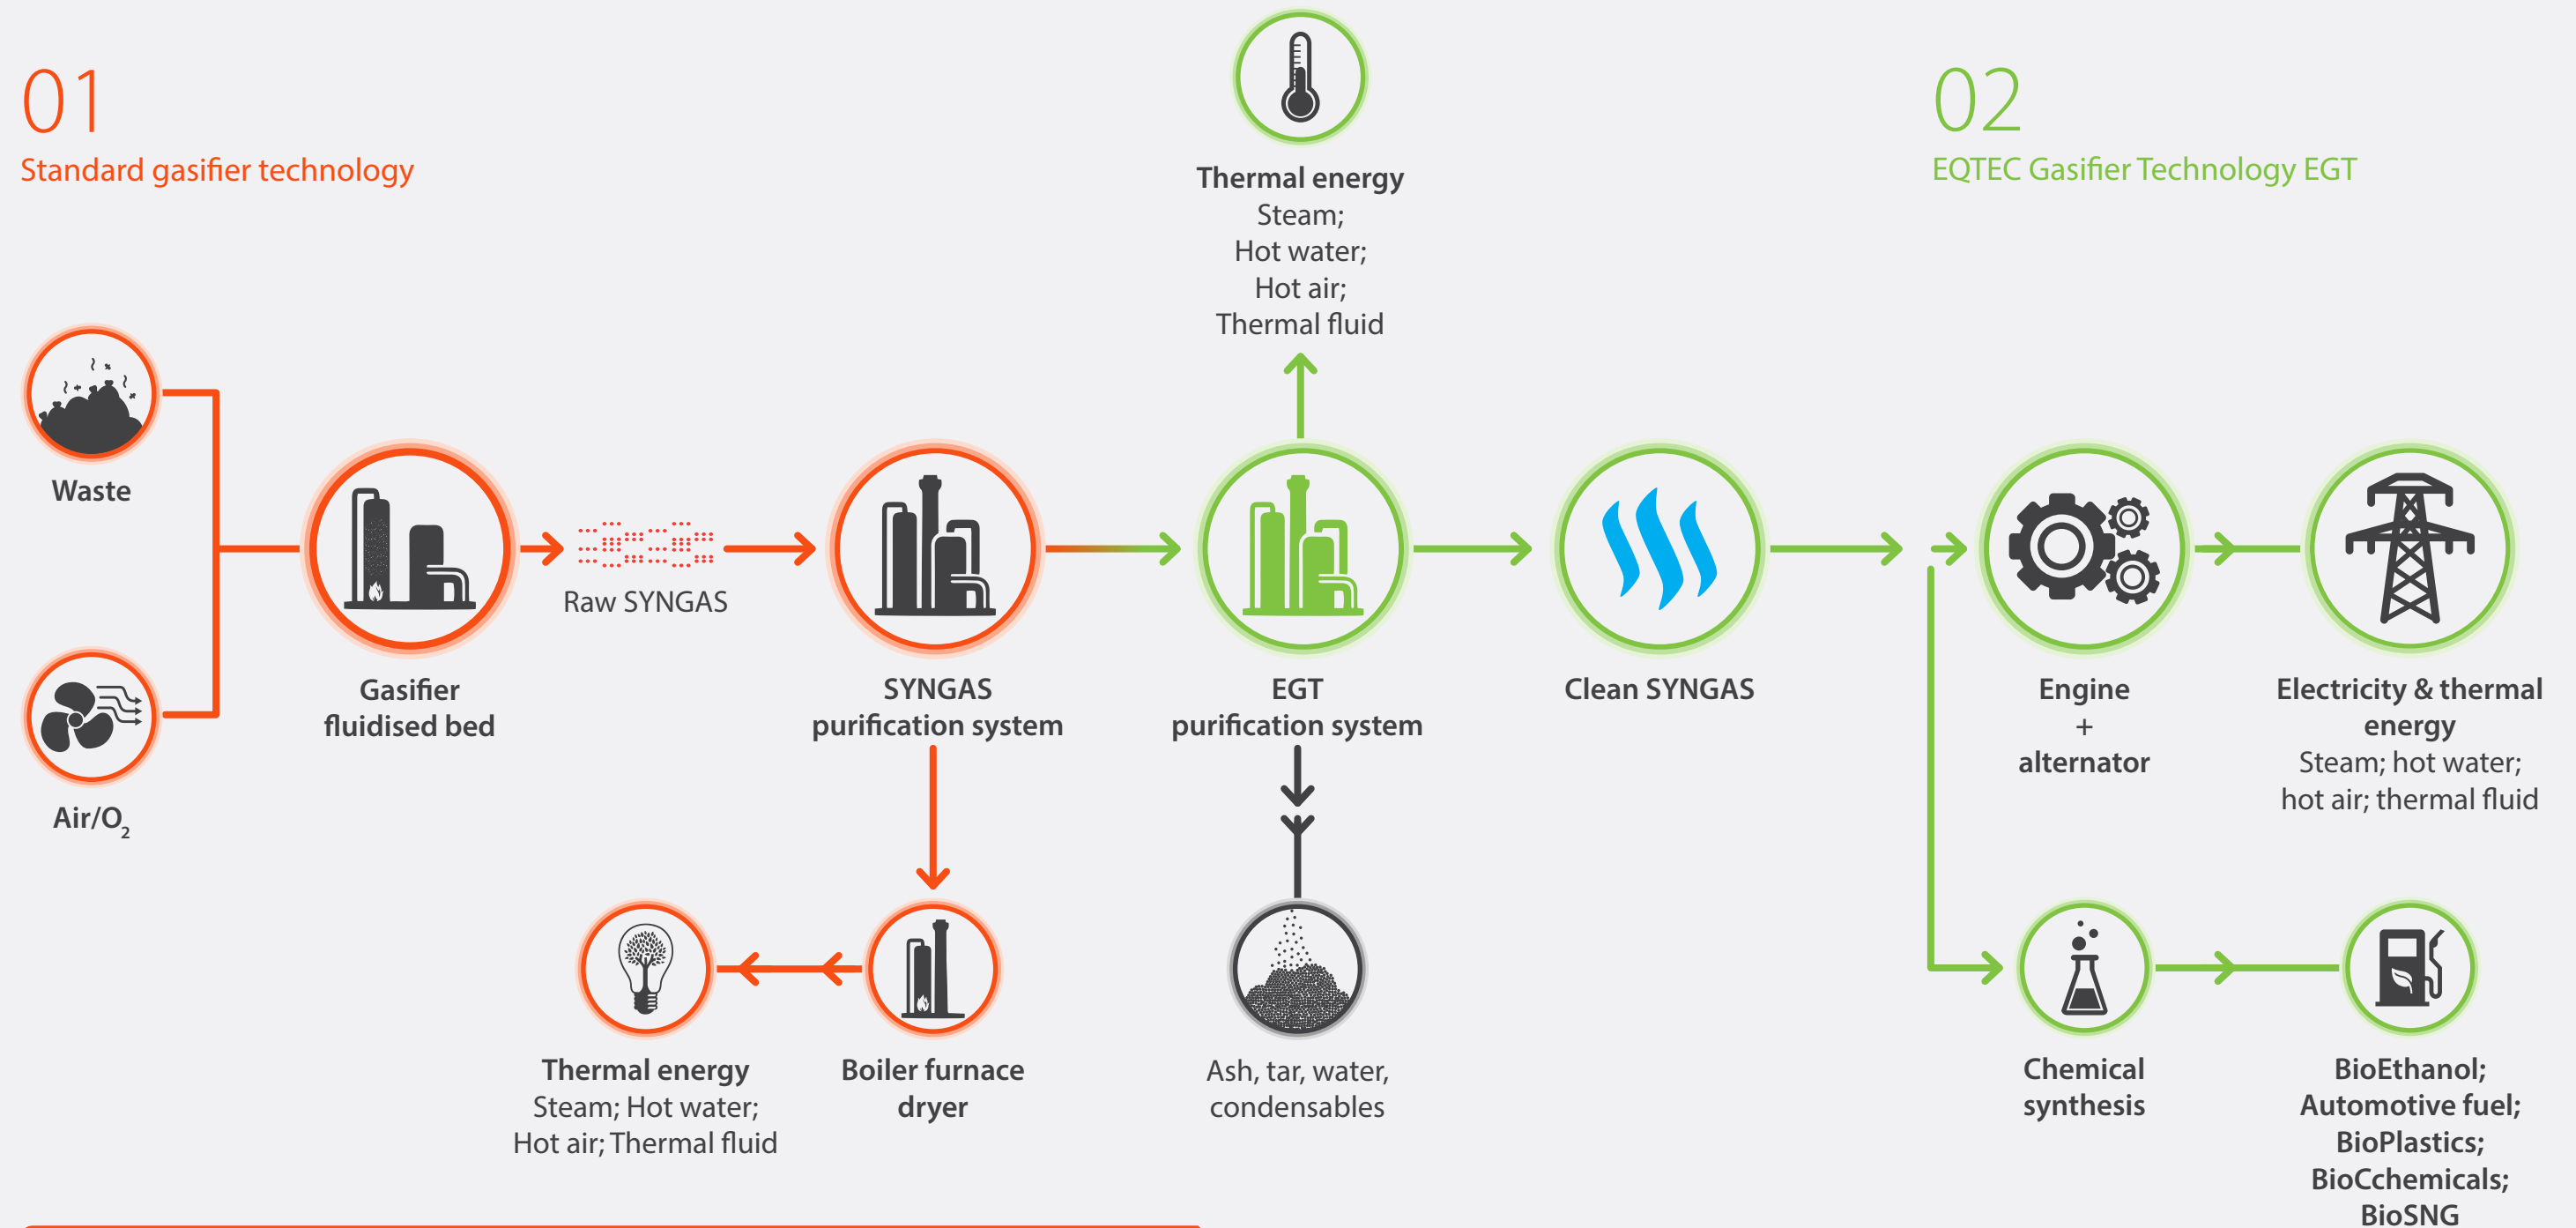 01
Standard gasifier technology
02
EQTEC Gasifier Technology EGT
Thermal energy
Steam;
Hot water;
Hot air;
Thermal fluid
Waste
Air/O₂
Gasifier
fluidised bed
Raw SYNGAS
SYNGAS
purification system
EGT
purification system
Clean SYNGAS
Engine
+
alternator
Electricity & thermal
energy
Steam; hot water;
hot air; thermal fluid
Thermal energy
Steam; Hot water;
Hot air; Thermal fluid
Boiler furnace
dryer
Ash, tar, water,
condensables
Chemical
synthesis
BioEthanol;
Automotive fuel;
BioPlastics;
BioCchemicals;
BioSNG